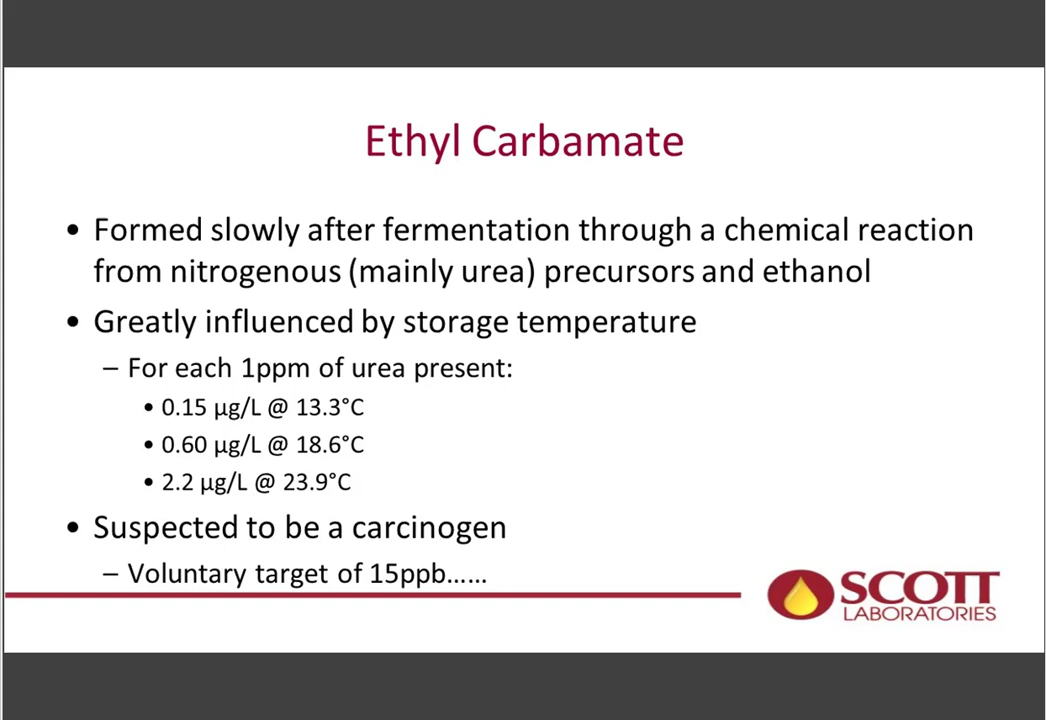 Ethyl Carbamate
• Formed slowly after fermentation through a chemical reaction
from nitrogenous (mainly urea) precursors and ethanol
• Greatly influenced by storage temperature
– For each 1ppm of urea present:
• 0.15 µg/L @ 13.3°C
• 0.60 µg/L @ 18.6°C
• 2.2 µg/L @ 23.9°C
• Suspected to be a carcinogen
– Voluntary target of 15ppb……
SCOTT
LABORATORIES